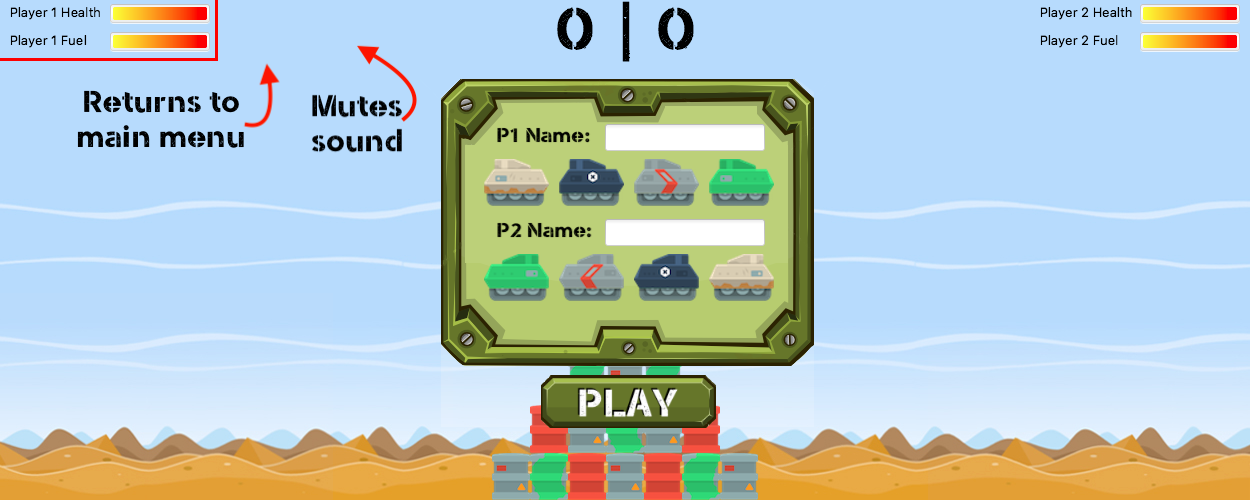 Player 1 Health
Player 1 Fuel
0 | 0
Player 2 Health
Player 2 Fuel
Returns to
main menu
Mutes
sound
P1 Name:
P2 Name:
PLAY